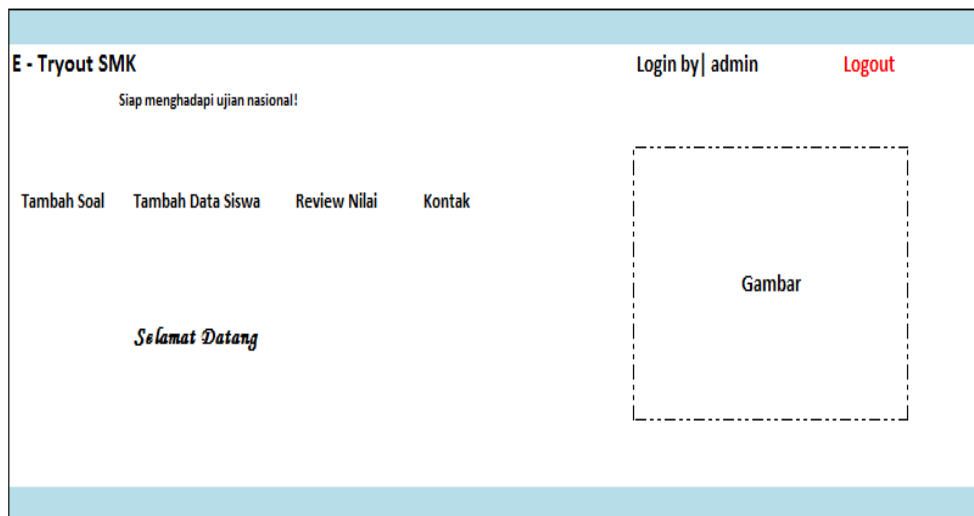 E - Tryout SMK
Login by| admin
Logout
Siap menghadapi ujian nasional!
Tambah Soal Tambah Data Siswa Review Nilai Kontak
Gambar
Selamat Datang